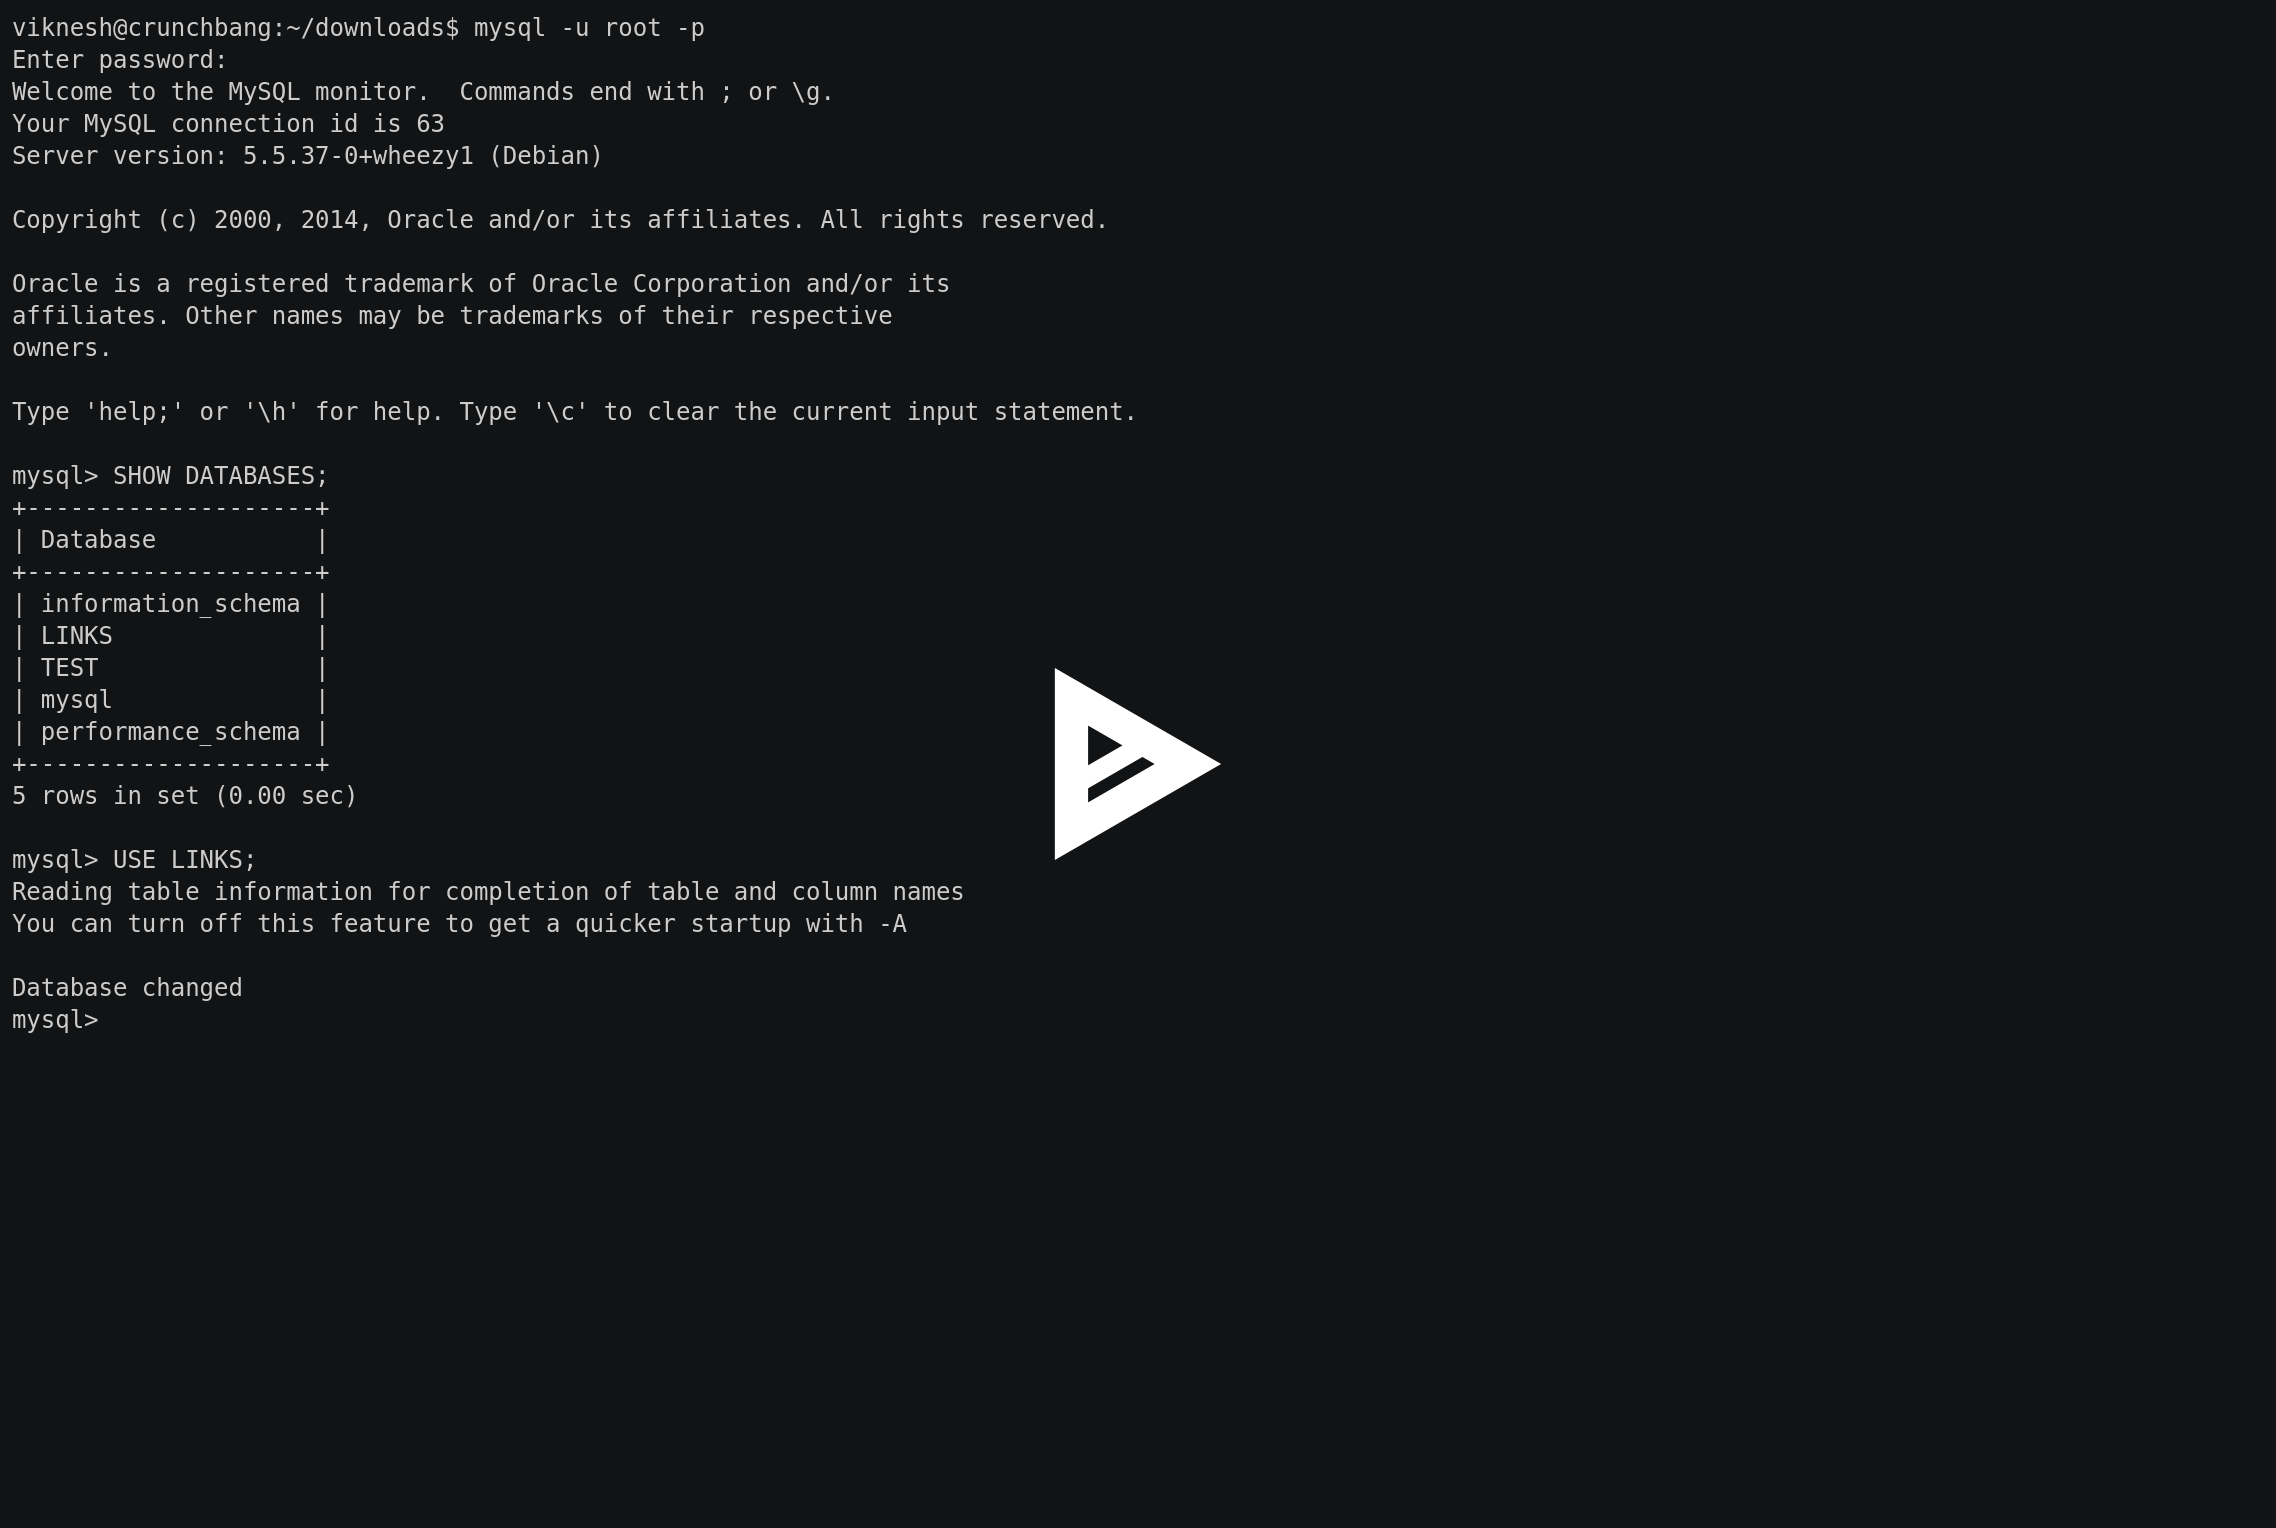 viknesh@crunchbang:~/downloads$ mysql -u root -p
Enter password:
Welcome to the MySQL monitor.  Commands end with ; or \g.
Your MySQL connection id is 63
Server version: 5.5.37-0+wheezy1 (Debian)

Copyright (c) 2000, 2014, Oracle and/or its affiliates. All rights reserved.

Oracle is a registered trademark of Oracle Corporation and/or its
affiliates. Other names may be trademarks of their respective
owners.

Type 'help;' or '\h' for help. Type '\c' to clear the current input statement.

mysql> SHOW DATABASES;
+--------------------+
| Database           |
+--------------------+
| information_schema |
| LINKS              |
| TEST               |
| mysql              |
| performance_schema |
+--------------------+
5 rows in set (0.00 sec)

mysql> USE LINKS;
Reading table information for completion of table and column names
You can turn off this feature to get a quicker startup with -A

Database changed
mysql>